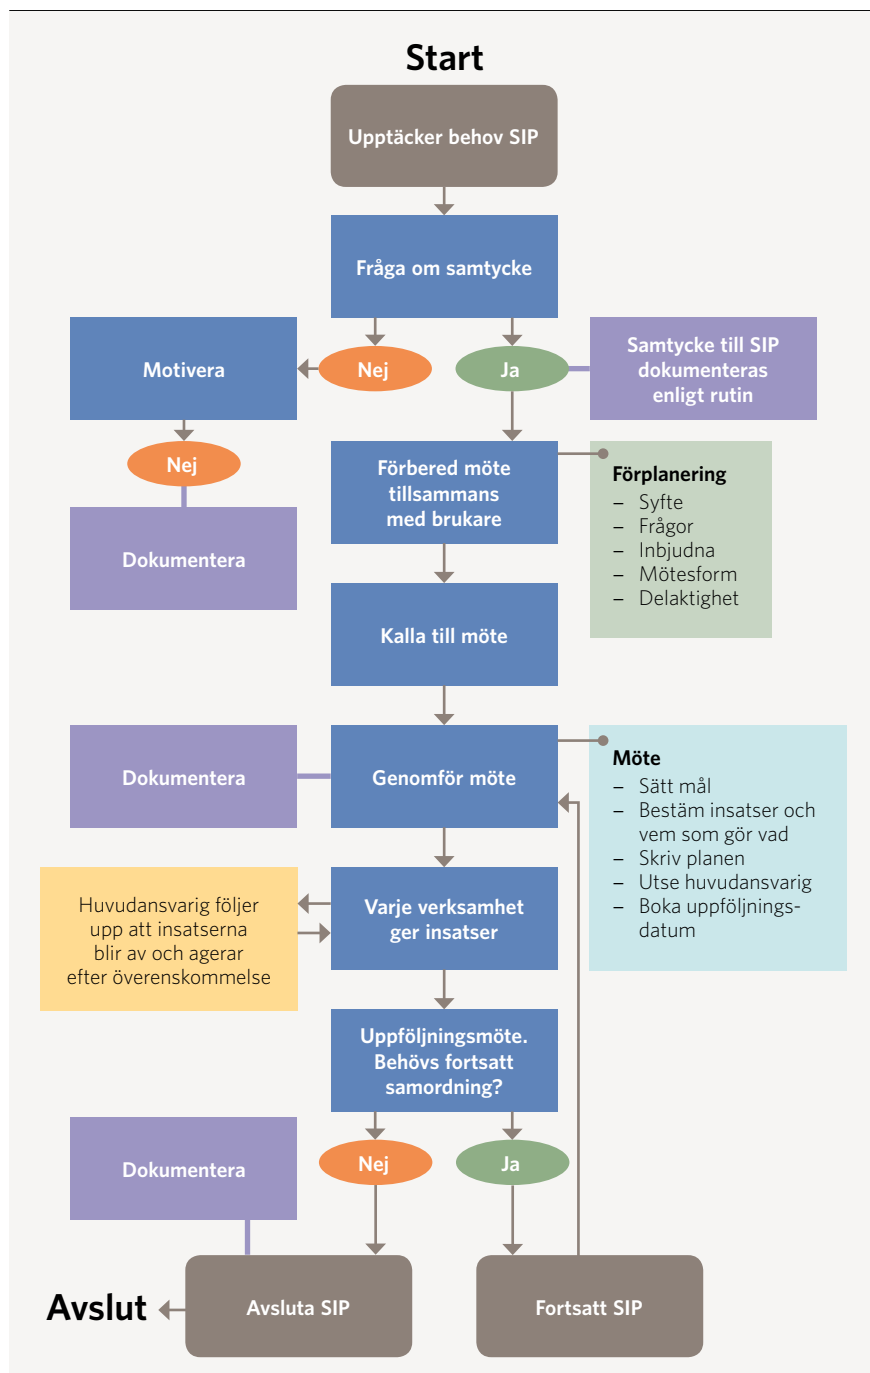 Start
Upptäcker behov SIP
Fråga om samtycke
Nej
Ja
Motivera
Samtycke till SIP
dokumenteras
enligt rutin
Nej
Dokumentera
Förbered möte
tillsammans
med brukare
Förplanering
– Syfte
– Frågor
– Inbjudna
– Mötesform
– Delaktighet
Kalla till möte
Dokumentera
Genomför möte
Möte
– Sätt mål
– Bestäm insatser och
vem som gör vad
– Skriv planen
– Utse huvudansvarig
– Boka uppföljnings-
datum
Huvudansvarig följer
upp att insatserna
blir av och agerar
efter överenskommelse
Varje verksamhet
ger insatser
Uppföljningsmöte.
Behövs fortsatt
samordning?
Dokumentera
Nej
Ja
Avslut
Avsluta SIP
Fortsatt SIP